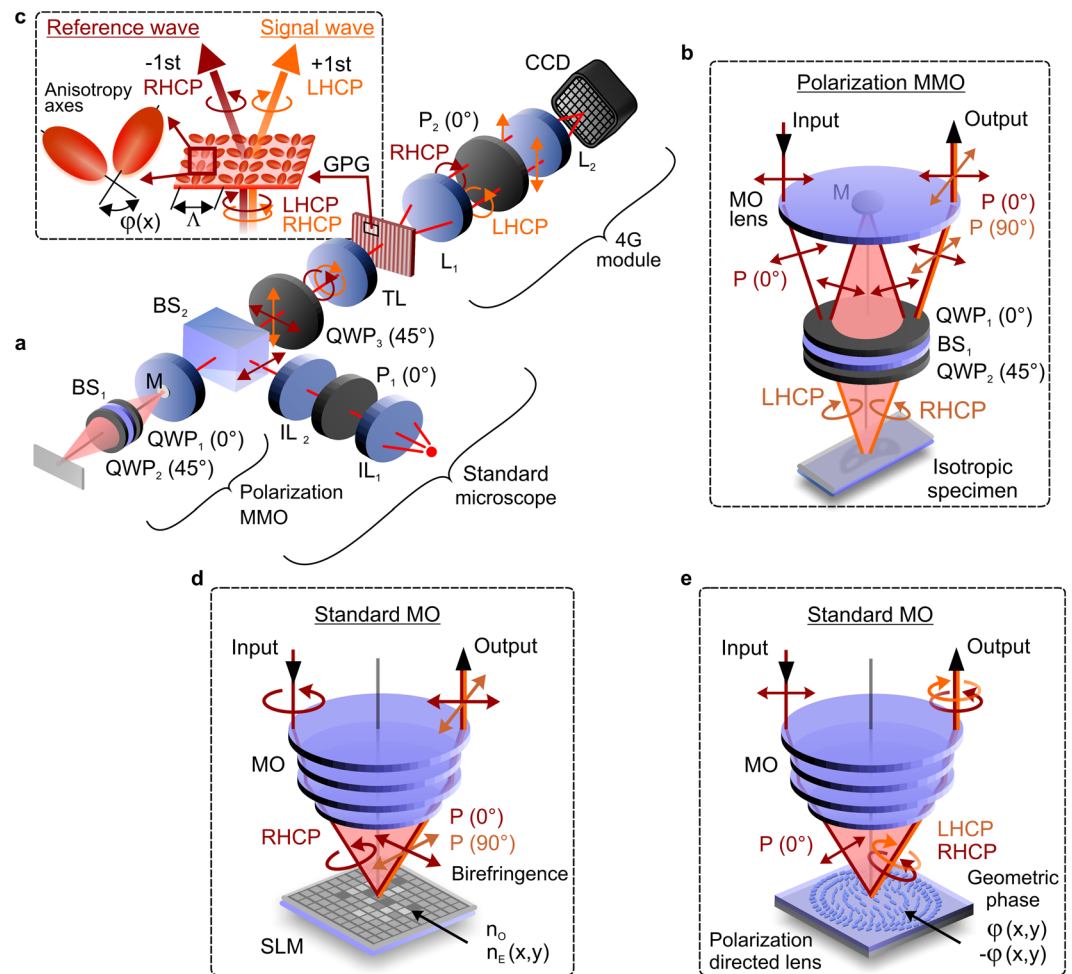 c
Reference wave
Signal wave
-1st
RHCP
+1st
LHCP
Anisotropy
axes
φ(x)
Λ
LHCP
RHCP
GPG
CCD
P₂ (0°)
L₂
RHCP
LHCP
L₁
4G
module
TL
BS₂
QWP₃ (45°)
a
BS₁
M
P₁ (0°)
QWP₁ (0°)
QWP₂ (45°)
IL ₂
IL₁
Polarization
MMO
Standard
microscope
b
Polarization MMO
Input
Output
MO
lens
M
P (0°)
P (90°)
P (0°)
QWP₁ (0°)
BS₁
QWP₂ (45°)
LHCP
RHCP
Isotropic
specimen
d
Standard MO
Input
Output
MO
RHCP
P (0°)
P (90°)
Birefringence
SLM
nₒ
n_E(x,y)
e
Standard MO
Input
Output
MO
P (0°)
LHCP
RHCP
Geometric
phase
φ(x,y)
-φ(x,y)
Polarization
directed lens